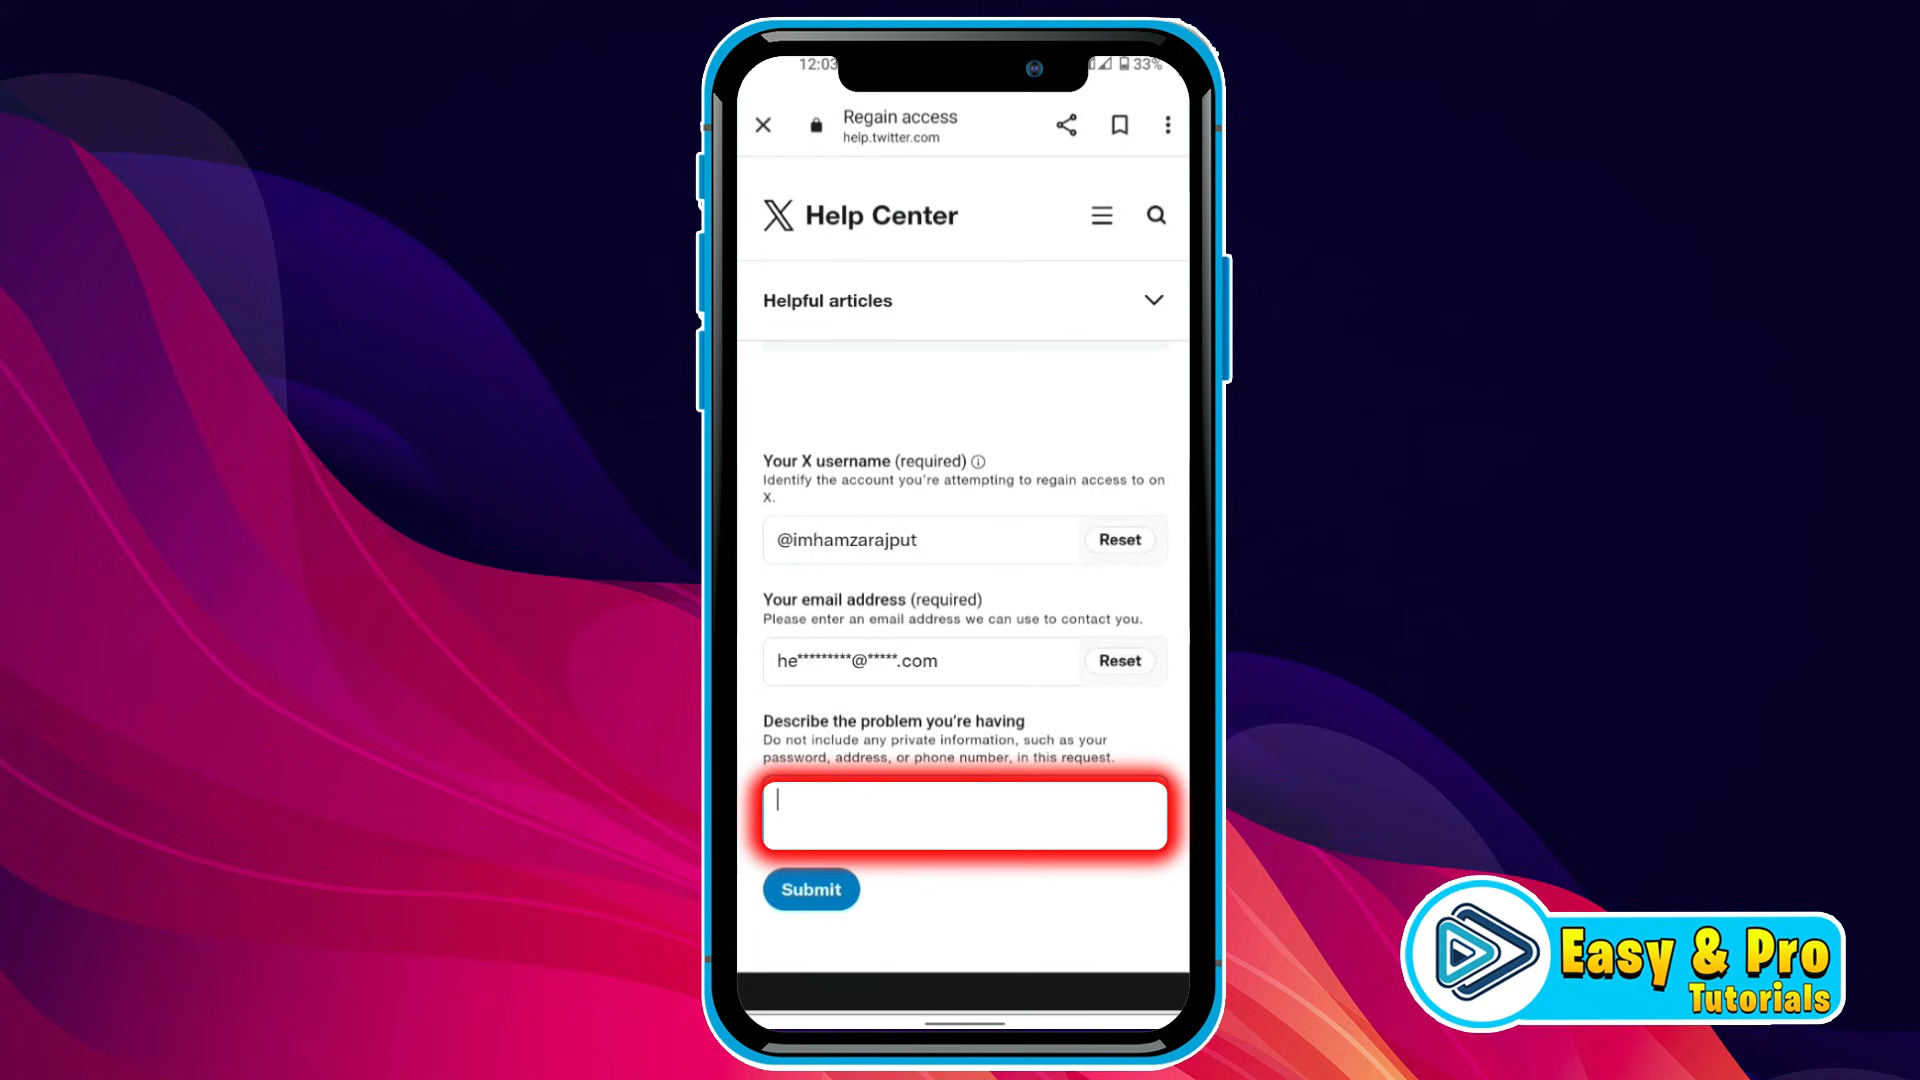 12:03
33%
Regain access
help.twitter.com
X Help Center
Helpful articles
Your X username (required)
Identify the account you're attempting to regain access to on
X.
@imhamzarajput
Reset
Your email address (required)
Please enter an email address we can use to contact you.
he*********@*****.com
Reset
Describe the problem you're having
Do not include any private information, such as your
password, address, or phone number, in this request.
Submit
Easy & Pro
Tutorials